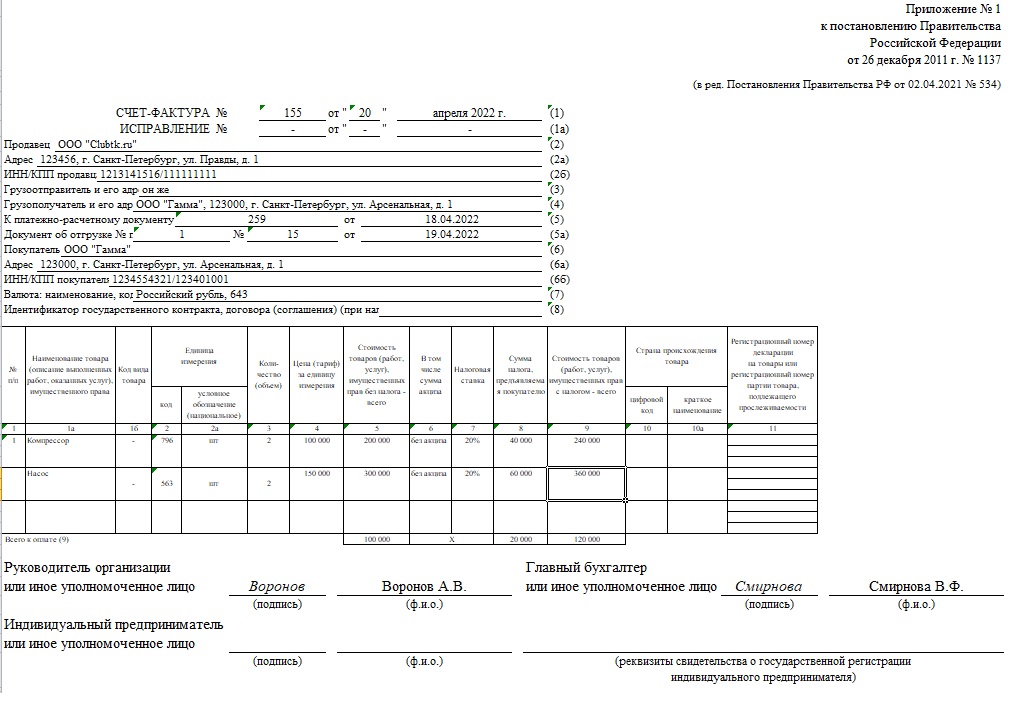 Приложение № 1
к постановлению Правительства
Российской Федерации
от 26 декабря 2011 г. № 1137
(в ред. Постановления Правительства РФ от 02.04.2021 № 534)
СЧЕТ-ФАКТУРА № 155 от " 20 " апреля 2022 г. (1)
ИСПРАВЛЕНИЕ № - от " - " - (1а)
Продавец ООО "Clubtk.ru" (2)
Адрес 123456, г. Санкт-Петербург, ул. Правды, д. 1 (2а)
ИНН/КПП продавц 1213141516/111111111 (2б)
Грузоотправитель и его адр он же (3)
Грузополучатель и его адр ООО "Гамма", 123000, г. Санкт-Петербург, ул. Арсенальная, д. 1 (4)
К платежно-расчетному документу 259 от 18.04.2022 (5)
Документ об отгрузке № г 1 № 15 от 19.04.2022 (5а)
Покупатель ООО "Гамма" (6)
Адрес 123000, г. Санкт-Петербург, ул. Арсенальная, д. 1 (6а)
ИНН/КПП покупател 1234554321/123401001 (6б)
Валюта: наименование, код Российский рубль, 643 (7)
Идентификатор государственного контракта, договора (соглашения) (при нал (8)
№
п/п
Наименование товара
(описание выполненных
работ, оказанных услуг),
имущественного права
Код вида
товара
Единица
измерения
код
условное
обозначение
(национальное)
Коли-
чество
(объем)
Цена (тариф)
за единицу
измерения
Стоимость
товаров (работ,
услуг),
имущественных
прав без налога -
всего
В том
числе
сумма
акциза
Налоговая
ставка
Сумма
налога,
предъявляема
я покупателю
Стоимость товаров
(работ, услуг),
имущественных прав
с налогом - всего
Страна происхождения
товара
цифровой
код
краткое
наименование
Регистрационный номер
декларации
на товары или
регистрационный номер
партии товара,
подлежащего
прослеживаемости
1 1а 1б 2 2а 3 4 5 6 7 8 9 10 10а 11
1 Компрессор - 796 шт 2 100 000 200 000 без акциза 20% 40 000 240 000
Насос - 563 шт 2 150 000 300 000 без акциза 20% 60 000 360 000
Всего к оплате (9) 100 000 Х 20 000 120 000
Руководитель организации
или иное уполномоченное лицо Воронов Воронов А.В.
(подпись) (ф.и.о.)
Главный бухгалтер
или иное уполномоченное лицо Смирнова Смирнова В.Ф.
(подпись) (ф.и.о.)
Индивидуальный предприниматель
или иное уполномоченное лицо
(подпись) (ф.и.о.)
(реквизиты свидетельства о государственной регистрации
индивидуального предпринимателя)